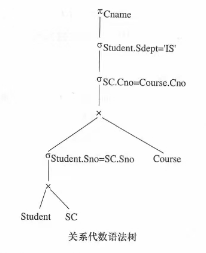 πCname
σStudent.Sdept='IS'
σSC.Cno=Course.Cno
×
σStudent.Sno=SC.Sno
Course
×
Student
SC
关系代数语法树